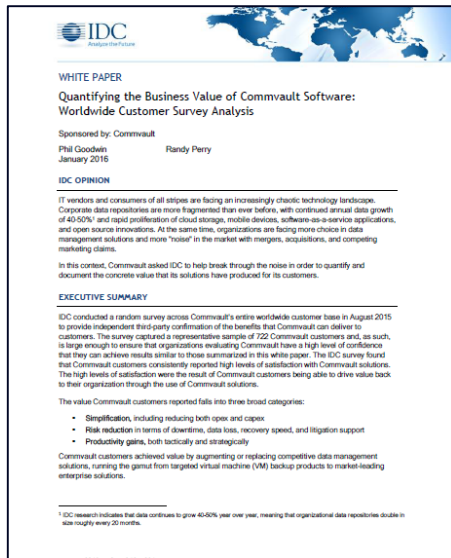 IDC
Analyze the Future
WHITE PAPER
Quantifying the Business Value of Commvault Software:
Worldwide Customer Survey Analysis
Sponsored by: Commvault
Phil Goodwin Randy Perry
January 2016
IDC OPINION
IT vendors and consumers of all stripes are facing an increasingly chaotic technology landscape.
Corporate data repositories are more fragmented than ever before, with continued annual data growth
of 40-50%¹ and rapid proliferation of cloud storage, mobile devices, software-as-a-service applications,
and open source innovations. At the same time, organizations are facing more choice in data
management solutions and more "noise" in the market with mergers, acquisitions, and competing
marketing claims.
In this context, Commvault asked IDC to help break through the noise in order to quantify and
document the concrete value that its solutions have produced for its customers.
EXECUTIVE SUMMARY
IDC conducted a random survey across Commvault's entire worldwide customer base in August 2015
to provide independent third-party confirmation of the benefits that Commvault can deliver to
customers. The survey captured a representative sample of 722 Commvault customers and, as such,
is large enough to ensure that organizations evaluating Commvault have a high level of confidence
that they can achieve results similar to those summarized in this white paper. The IDC survey found
that Commvault customers consistently reported high levels of satisfaction with Commvault solutions.
The high levels of satisfaction were the result of Commvault customers being able to drive value back
to their organization through the use of Commvault solutions.
The value Commvault customers reported falls into three broad categories:
• Simplification, including reducing both opex and capex
• Risk reduction in terms of downtime, data loss, recovery speed, and litigation support
• Productivity gains, both tactically and strategically
Commvault customers achieved value by augmenting or replacing competitive data management
solutions, running the gamut from targeted virtual machine (VM) backup products to market-leading
enterprise solutions.
¹ IDC research indicates that data continues to grow 40-50% year over year, meaning that organizational data repositories double in
size roughly every 20 months.